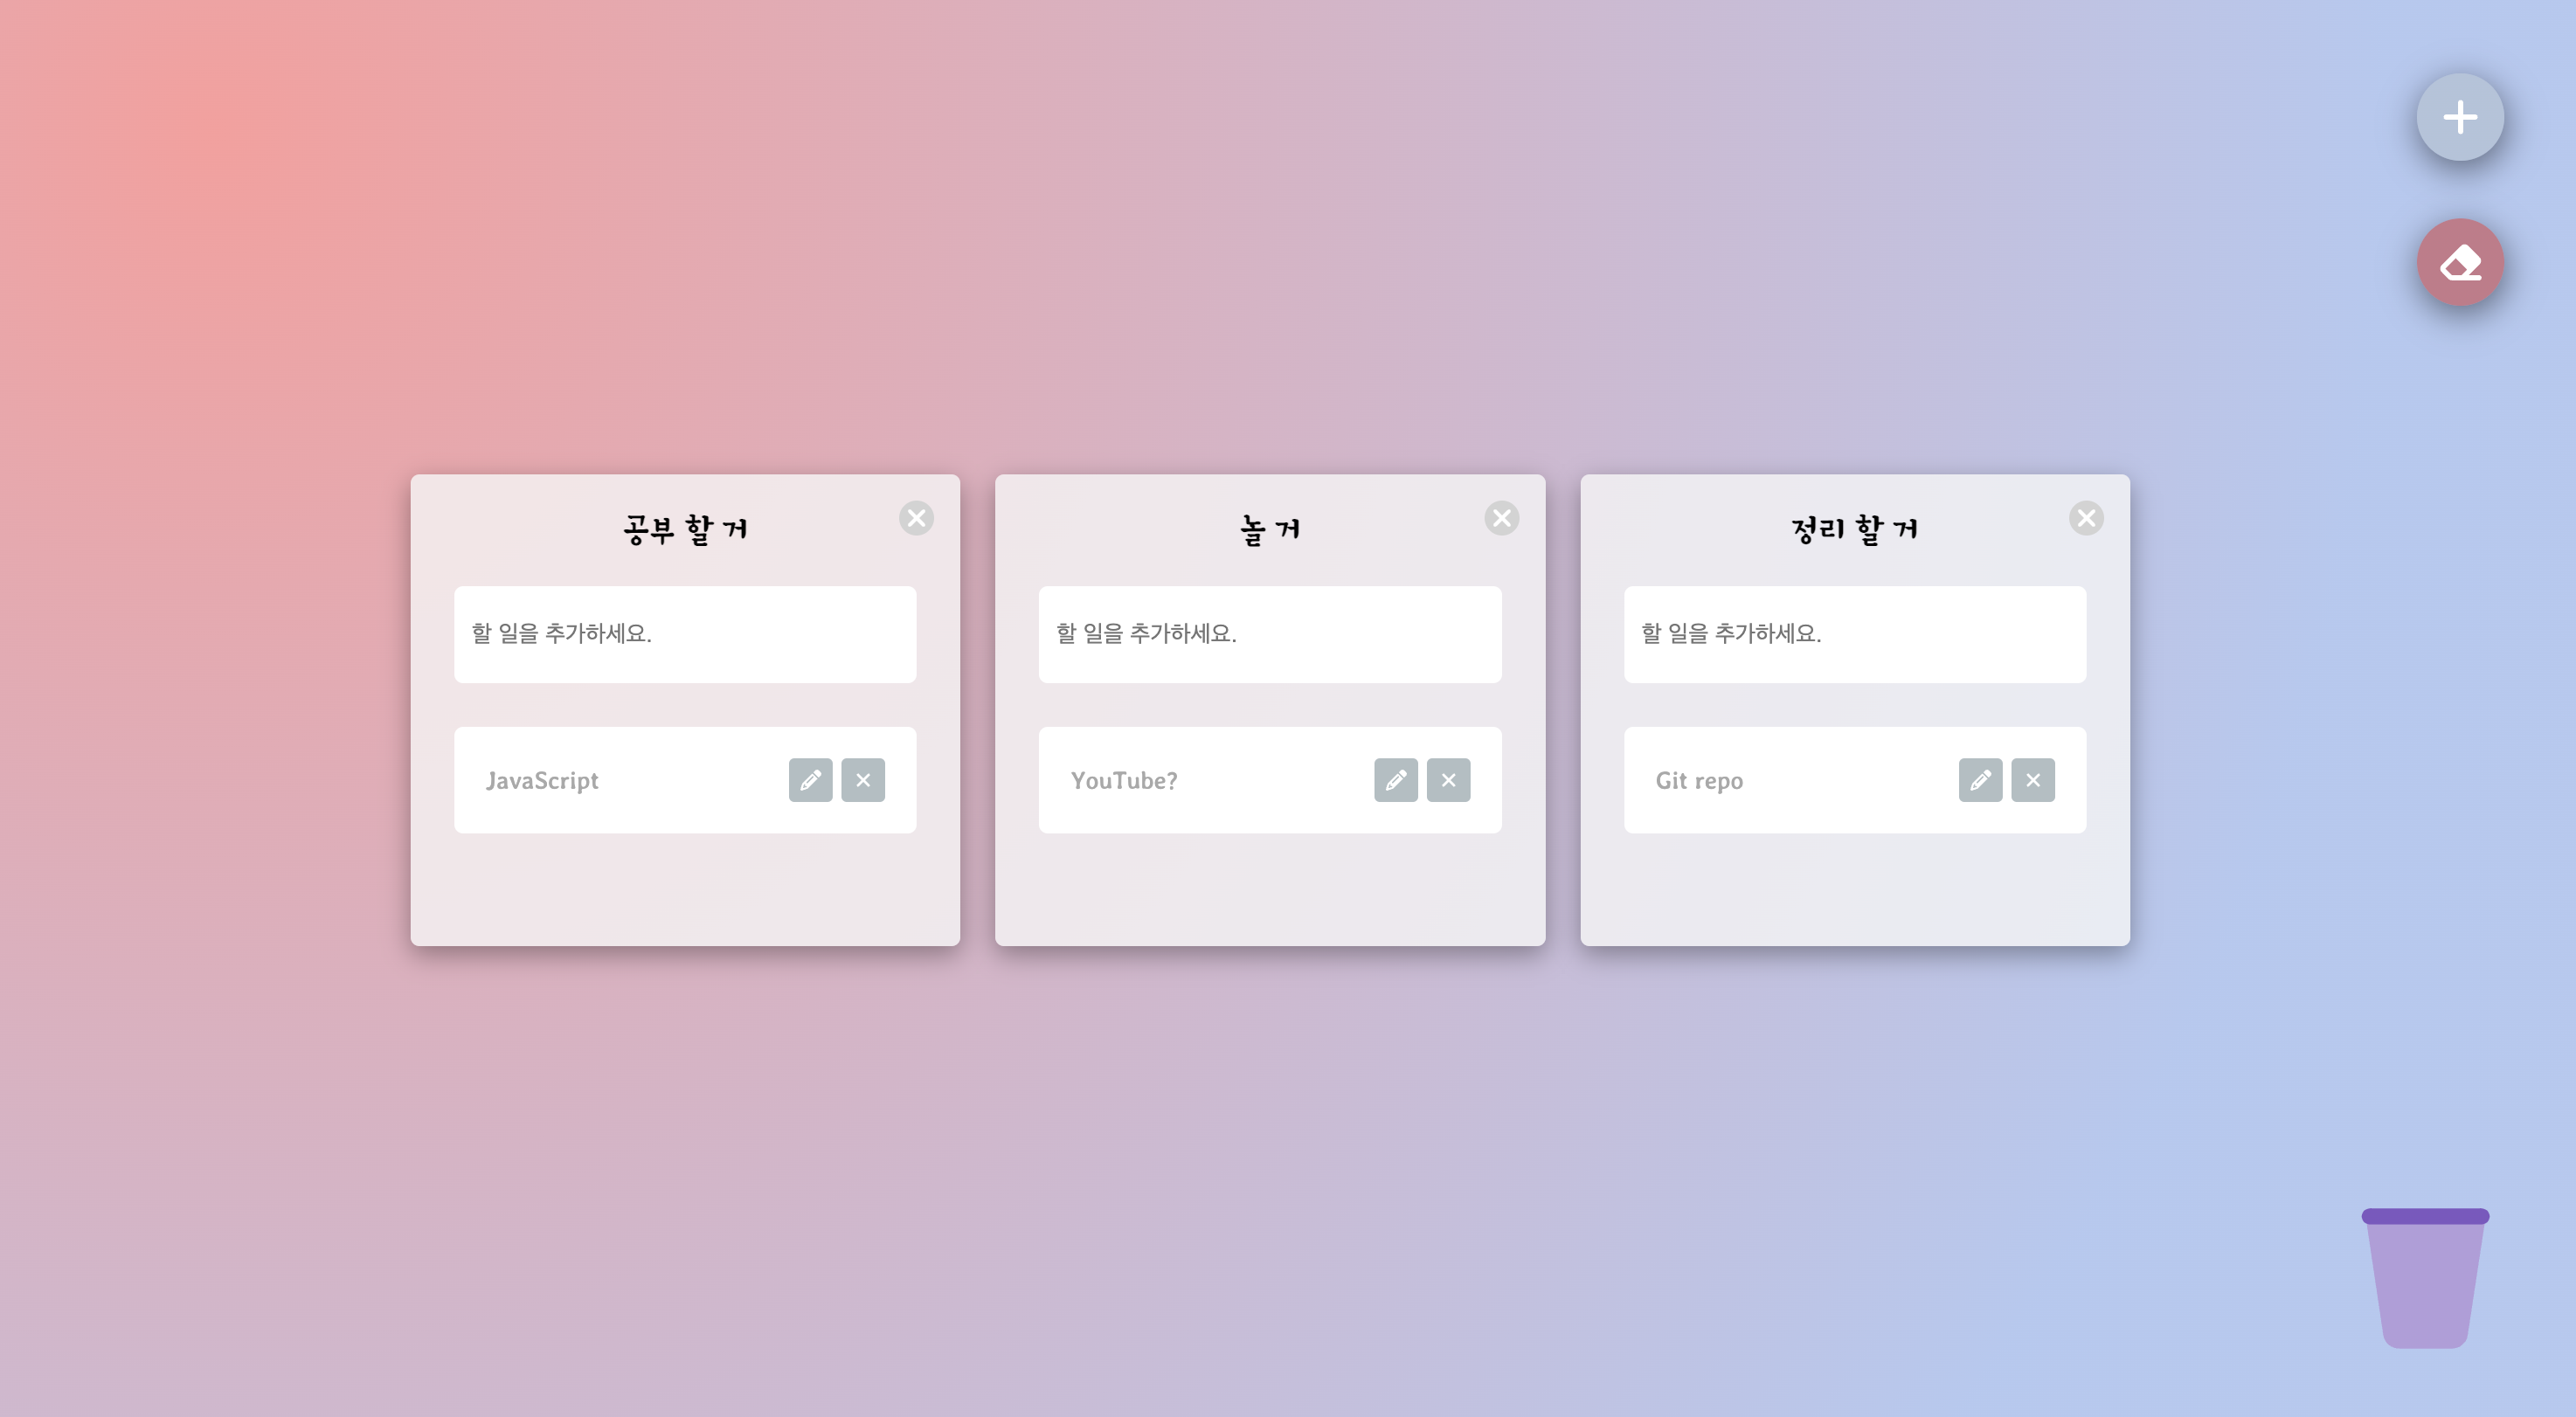 공부 할 거
할 일을 추가하세요.
JavaScript
놀 거
할 일을 추가하세요.
YouTube?
정리 할 거
할 일을 추가하세요.
Git repo